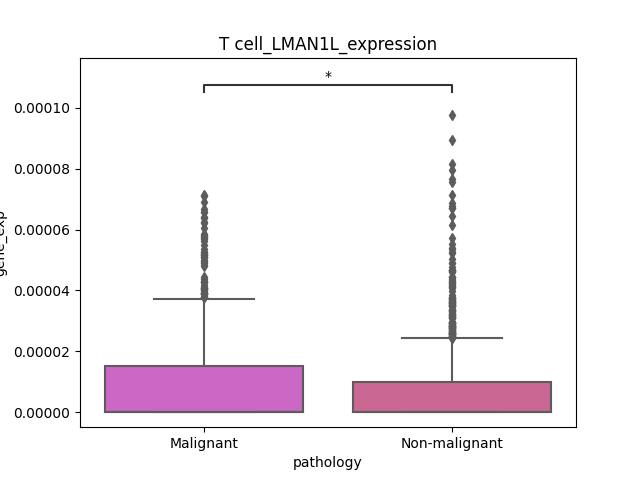 T cell_LMAN1L_expression
*
0.00010
0.00008
0.00006
0.00004
0.00002
0.00000
gene_exp
Malignant
Non-malignant
pathology